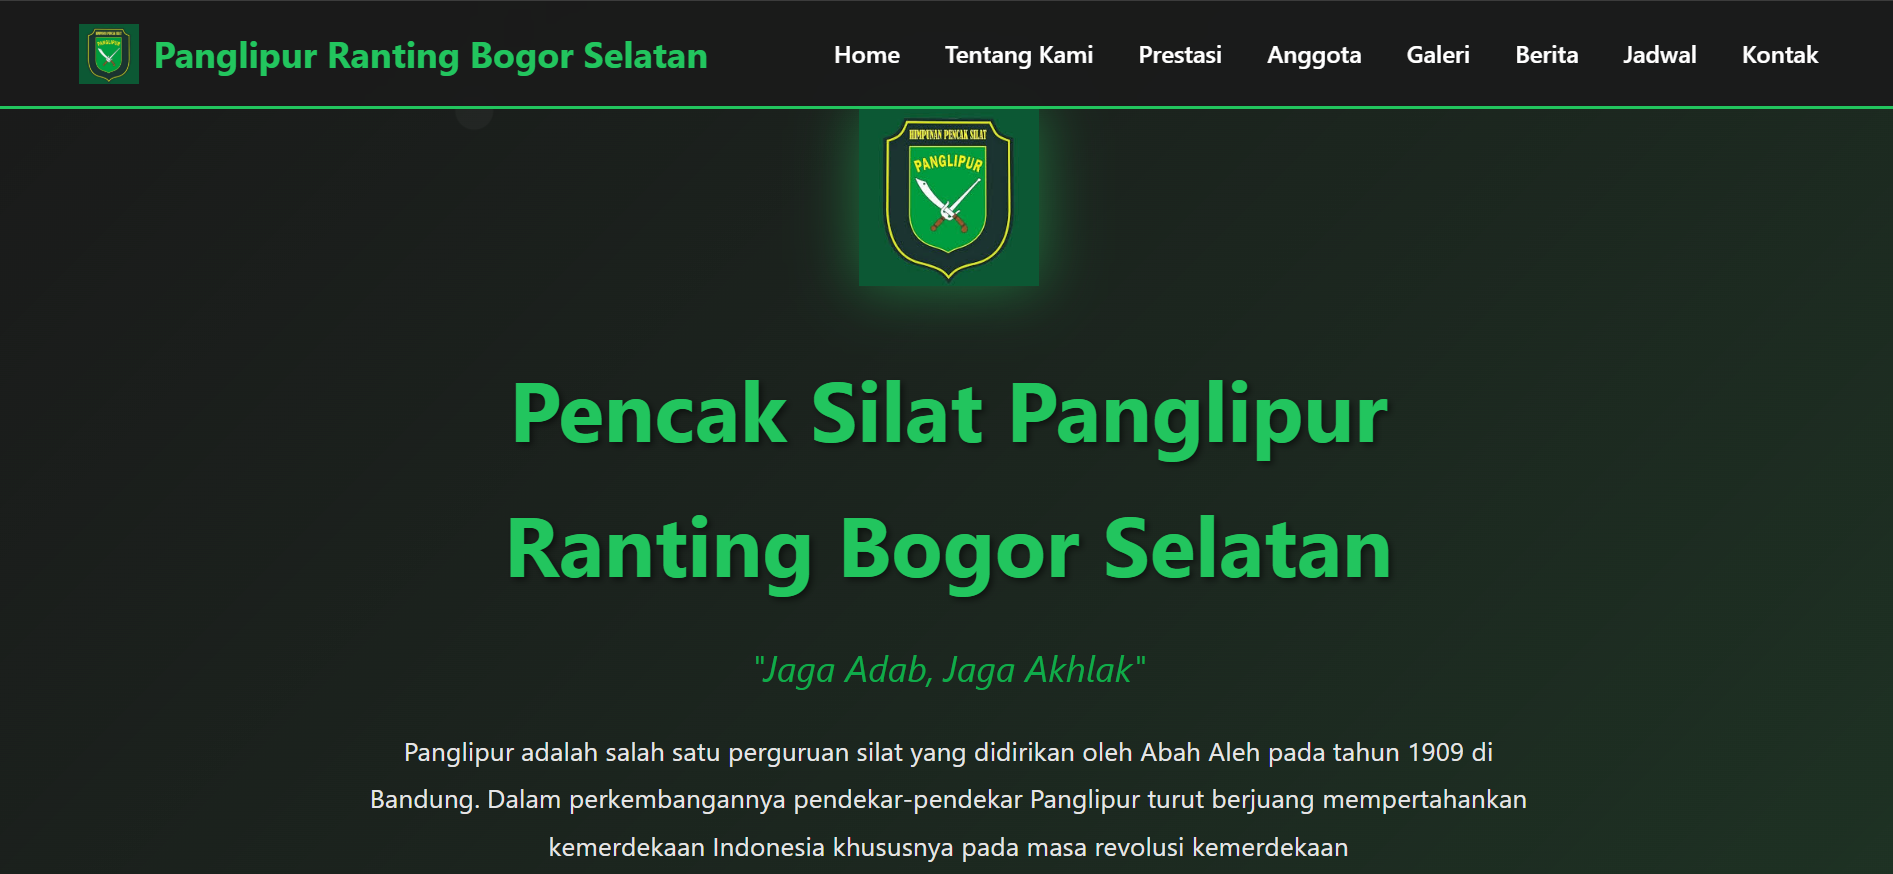 Panglipur Ranting Bogor Selatan
Home Tentang Kami Prestasi Anggota Galeri Berita Jadwal Kontak
HIMPUNAN PENCAK SILAT
PANGLIPUR
Pencak Silat Panglipur
Ranting Bogor Selatan
"Jaga Adab, Jaga Akhlak"
Panglipur adalah salah satu perguruan silat yang didirikan oleh Abah Aleh pada tahun 1909 di
Bandung. Dalam perkembangannya pendekar-pendekar Panglipur turut berjuang mempertahankan
kemerdekaan Indonesia khususnya pada masa revolusi kemerdekaan